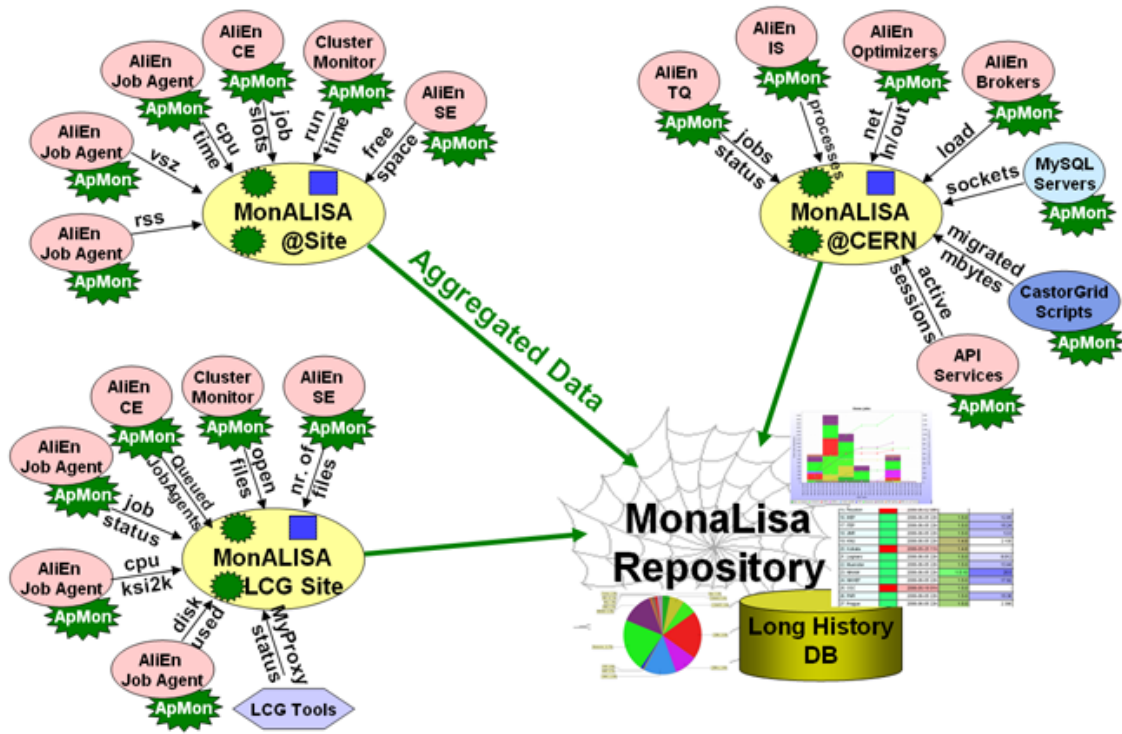 AliEn
Job Agent
ApMon
rss
AliEn
Job Agent
ApMon
vsz
AliEn
Job Agent
ApMon
cpu
time
AliEn
CE
ApMon
job
slots
Cluster
Monitor
ApMon
run
time
AliEn
SE
ApMon
free
space
MonALISA
@Site
AliEn
TQ
ApMon
jobs
status
AliEn
IS
ApMon
processes
AliEn
Optimizers
ApMon
net
In/out
AliEn
Brokers
ApMon
load
MySQL
Servers
ApMon
sockets
CastorGrid
Scripts
ApMon
migrated
mbytes
API
Services
ApMon
active
sessions
MonALISA
@CERN
Aggregated Data
AliEn
CE
ApMon
Queued
JobAgents
Cluster
Monitor
ApMon
open
files
AliEn
SE
ApMon
nr. of
files
AliEn
Job Agent
ApMon
job
status
AliEn
Job Agent
ApMon
cpu
ksi2k
AliEn
Job Agent
ApMon
disk
used
LCG Tools
MyProxy
status
MonALISA
LCG Site
MonaLisa
Repository
Long History
DB